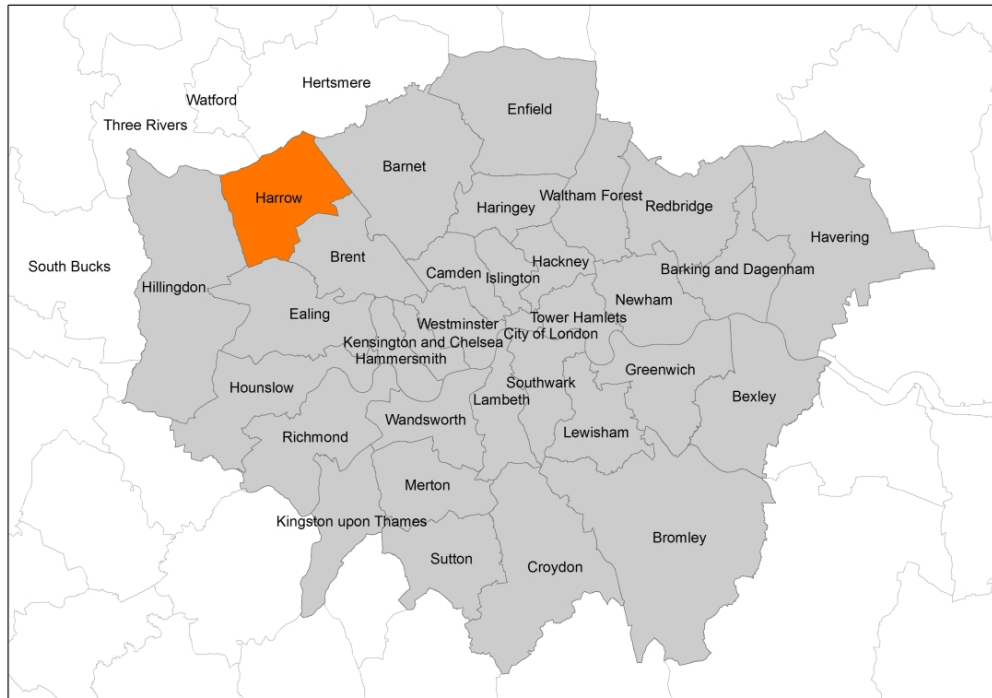 Hertsmere
Watford
Three Rivers
Enfield
Barnet
Harrow
Haringey
Waltham Forest
Redbridge
Havering
South Bucks
Hillingdon
Brent
Camden
Islington
Hackney
Barking and Dagenham
Newham
Ealing
Westminster
Tower Hamlets
City of London
Kensington and Chelsea
Hammersmith
Hounslow
Greenwich
Southwark
Lambeth
Bexley
Wandsworth
Richmond
Lewisham
Merton
Kingston upon Thames
Bromley
Sutton
Croydon